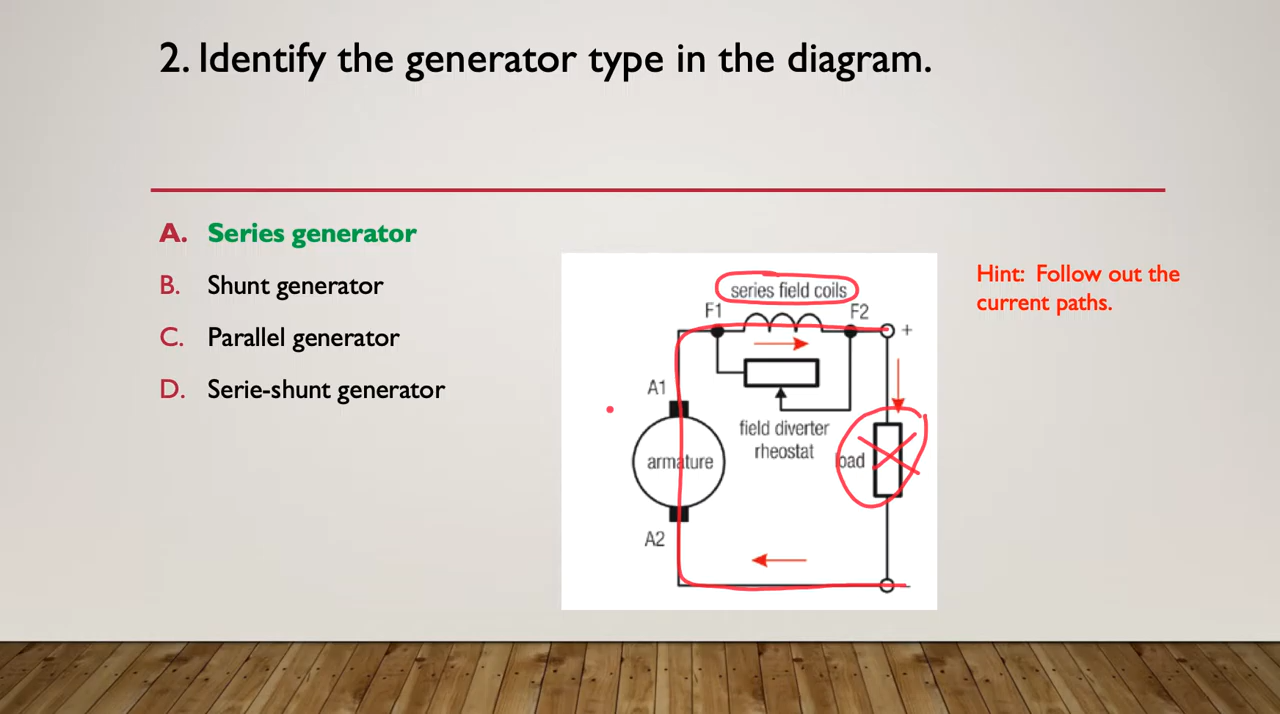 2. Identify the generator type in the diagram.
A. Series generator
B. Shunt generator
C. Parallel generator
D. Serie-shunt generator
Hint: Follow out the
current paths.
series field coils
F1
F2
+
A1
field diverter
rheostat
armature
load
A2